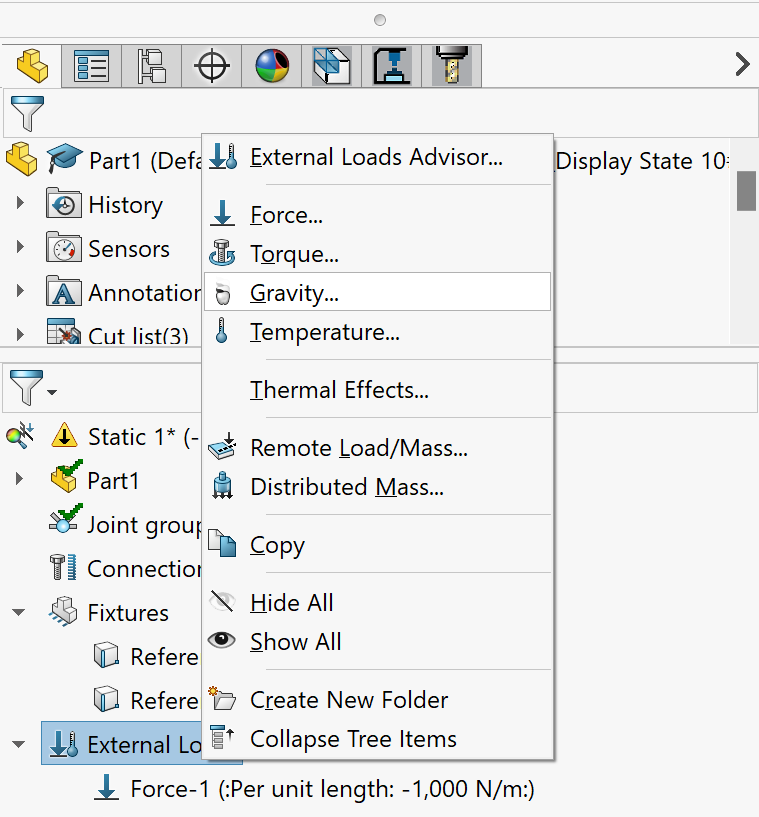 Part1 (Defa
Display State 10
History
Sensors
Annotation
Cut list(3)
External Loads Advisor...
Force...
Torque...
Gravity...
Temperature...
Thermal Effects...
Remote Load/Mass...
Distributed Mass...
Copy
Hide All
Show All
Create New Folder
Collapse Tree Items
Static 1* (-
Part1
Joint group
Connection
Fixtures
Refere
Refere
External Lo
Force-1 (:Per unit length: -1,000 N/m:)